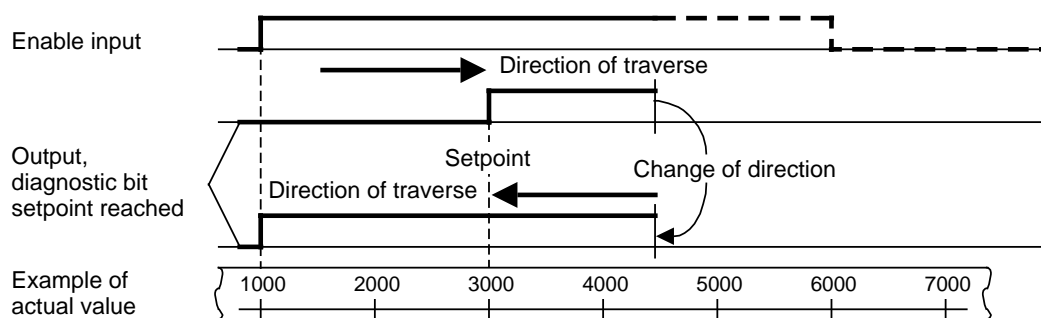 Enable input
Direction of traverse
Output,
diagnostic bit
setpoint reached
Setpoint
Change of direction
Direction of traverse
Example of
actual value
1000 2000 3000 4000 5000 6000 7000